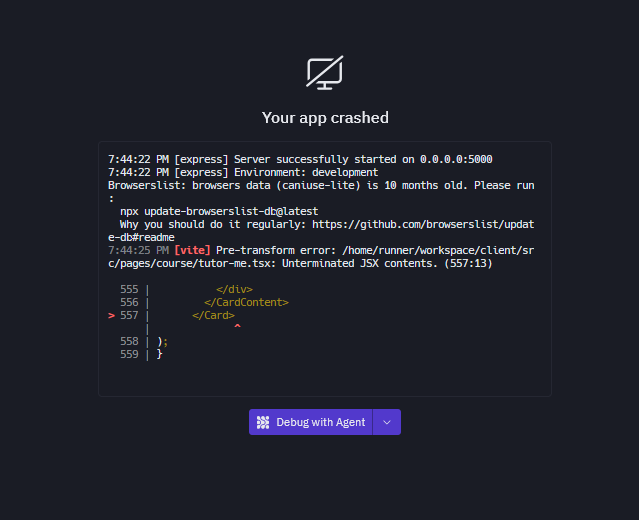 Your app crashed
7:44:22 PM [express] Server successfully started on 0.0.0.0:5000
7:44:22 PM [express] Environment: development
Browserslist: browsers data (caniuse-lite) is 10 months old. Please run
:
  npx update-browserslist-db@latest
  Why you should do it regularly: https://github.com/browserslist/updat
e-db#readme
7:44:25 PM [vite] Pre-transform error: /home/runner/workspace/client/sr
c/pages/course/tutor-me.tsx: Unterminated JSX contents. (557:13)
  555 |           </div>
  556 |         </CardContent>
> 557 |       </Card>
      |              ^
  558 | );
  559 | }
Debug with Agent